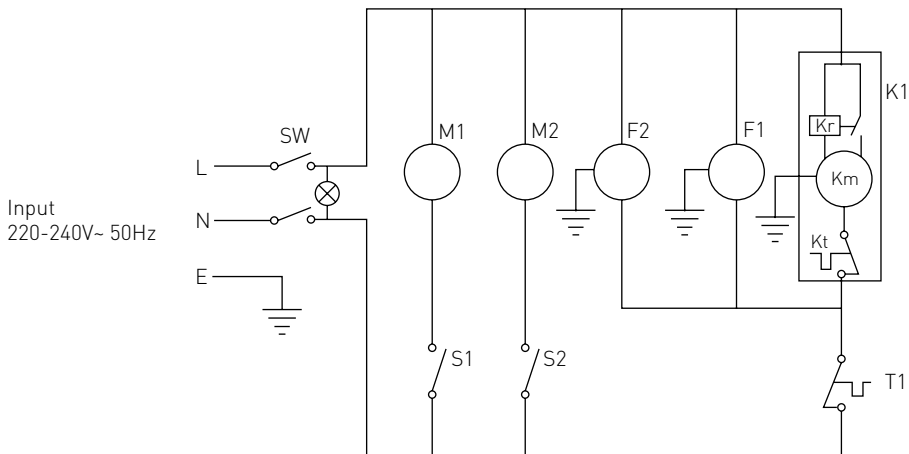 K1
M1
M2
F2
F1
Kr
SW
L
Km
Input
220-240V~ 50Hz
N
Kt
E
S1
S2
T1